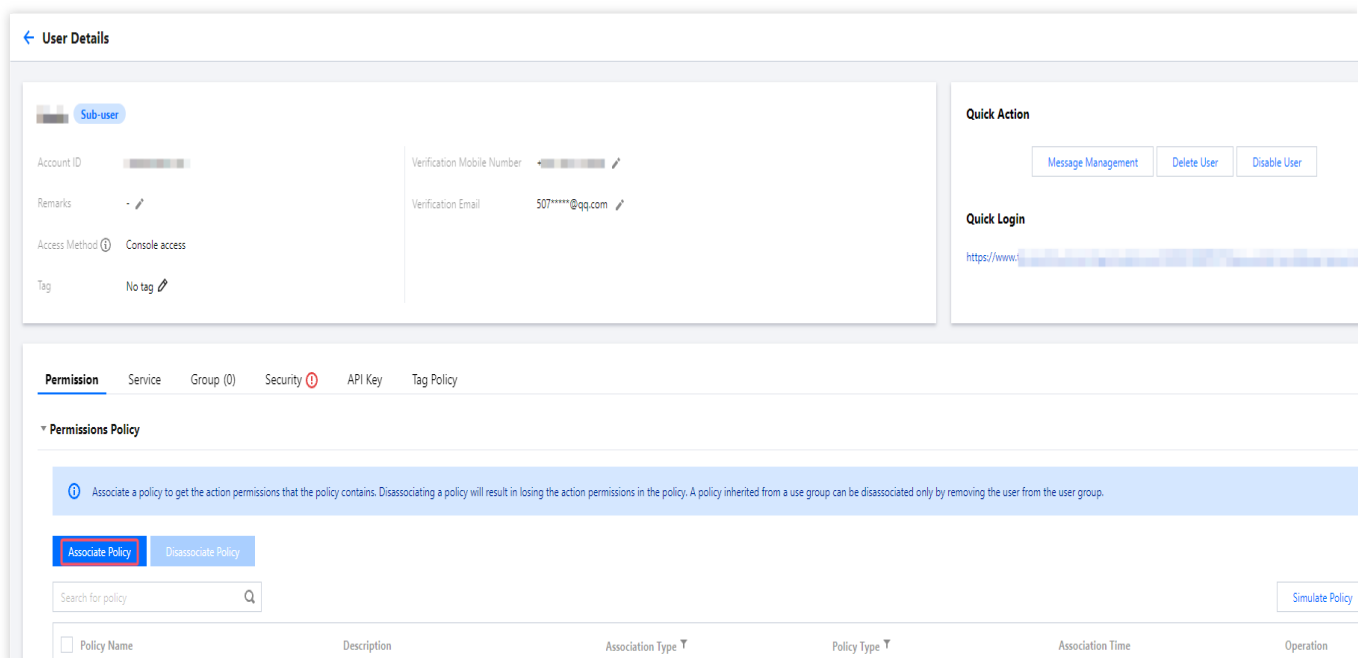 User Details
Sub-user
Account ID
Verification Mobile Number
Remarks -
Verification Email 507*****@qq.com
Access Method Console access
Tag No tag
Quick Action
Message Management Delete User Disable User
Quick Login
https://www.
Permission Service Group (0) Security API Key Tag Policy
Permissions Policy
Associate a policy to get the action permissions that the policy contains. Disassociating a policy will result in losing the action permissions in the policy. A policy inherited from a use group can be disassociated only by removing the user from the user group.
Associate Policy Disassociate Policy
Search for policy
Simulate Policy
Policy Name Description Association Type Policy Type Association Time Operation